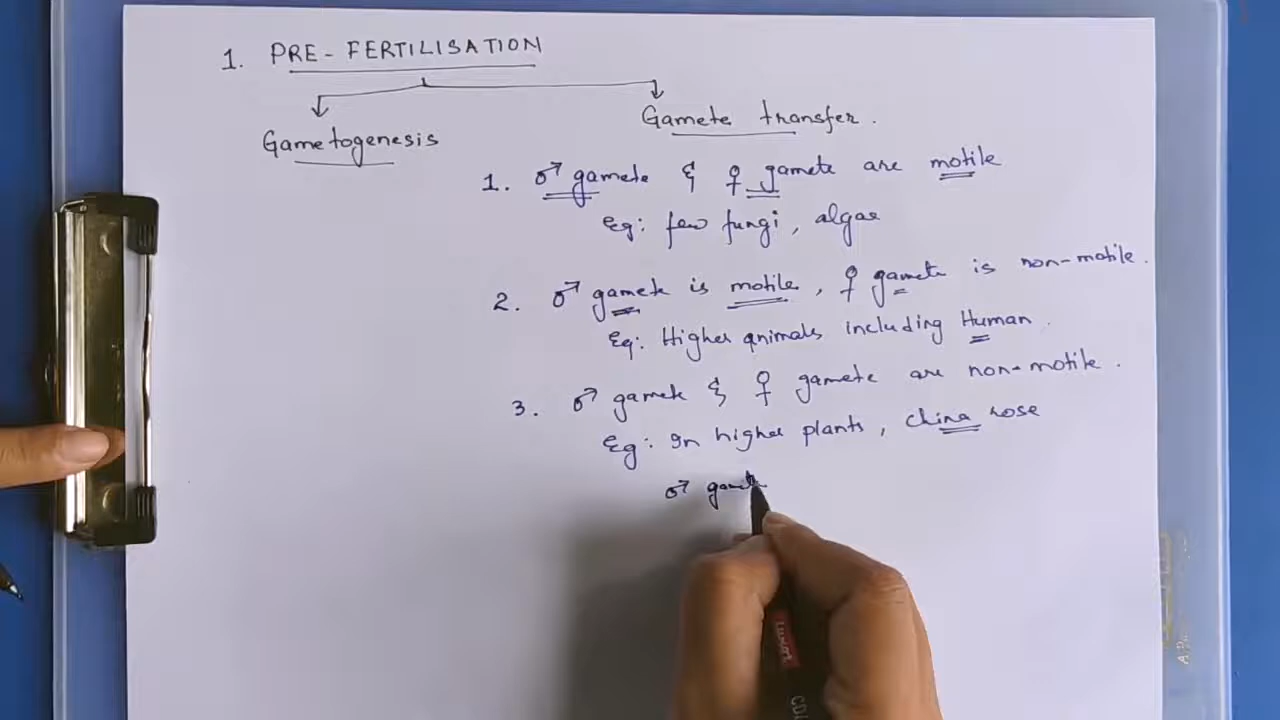 1. PRE-FERTILISATION
Gametogenesis
Gamete transfer.
1. ♂ gamete & ♀ gamete are motile
Eg: few fungi, algae
2. ♂ gamete is motile, ♀ gamete is non-motile.
Eg: Higher animals including Human.
3. ♂ gamete & ♀ gamete are non-motile.
Eg: In higher plants, china rose
♂ gamete
LUXOR